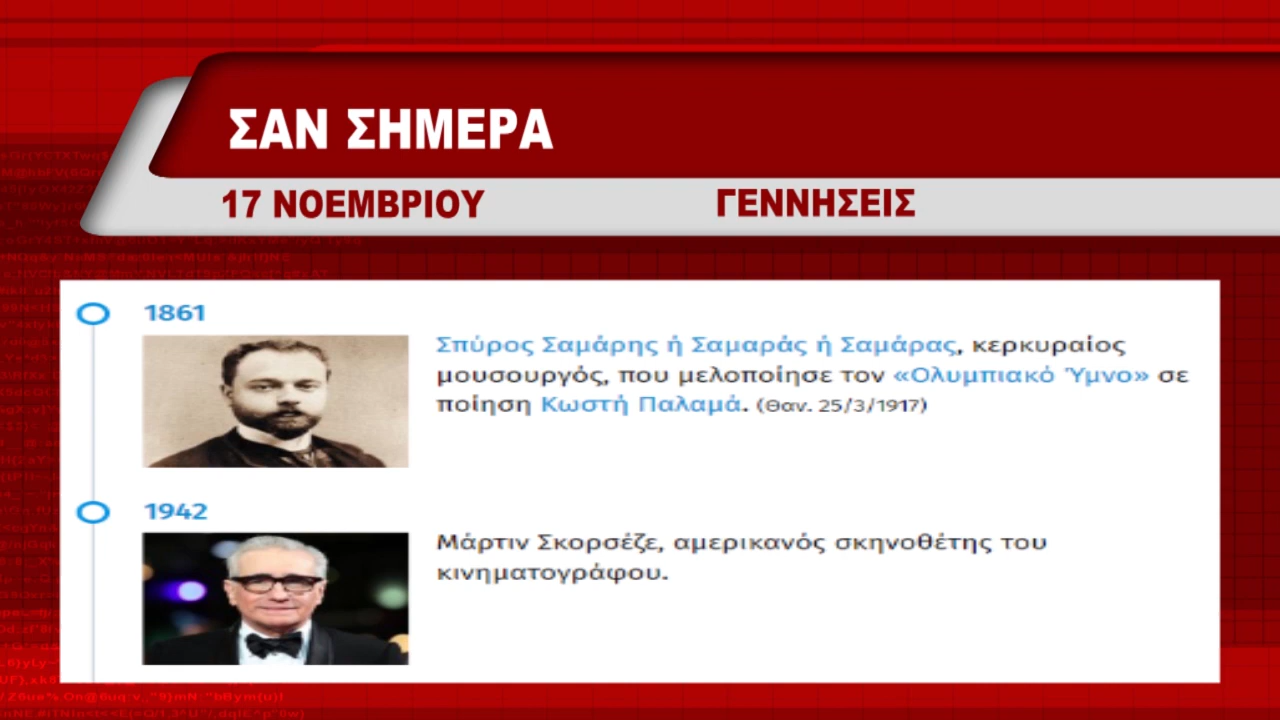 ΣΑΝ ΣΗΜΕΡΑ
17 ΝΟΕΜΒΡΙΟΥ ΓΕΝΝΗΣΕΙΣ
1861
Σπύρος Σαμάρης ή Σαμαράς ή Σαμάρας, κερκυραίος
μουσουργός, που μελοποίησε τον «Ολυμπιακό Ύμνο» σε
ποίηση Κωστή Παλαμά. (Θαν. 25/3/1917)
1942
Μάρτιν Σκορσέζε, αμερικανός σκηνοθέτης του
κινηματογράφου.